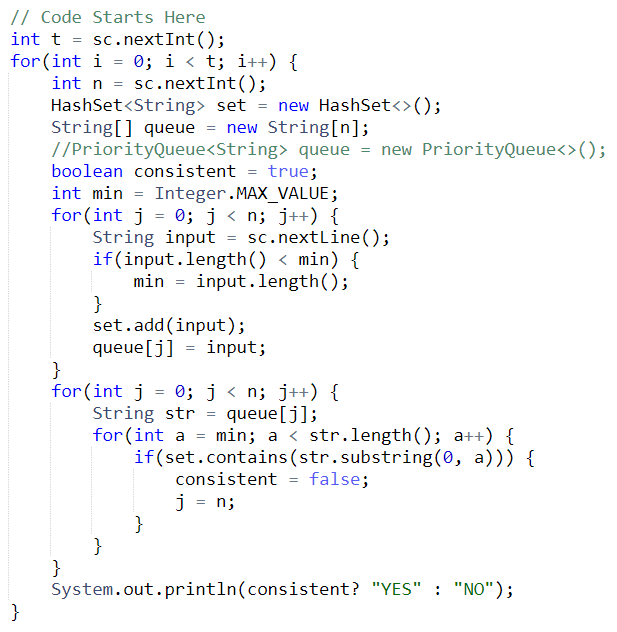 // Code Starts Here
int t = sc.nextInt();
for(int i = 0; i < t; i++) {
    int n = sc.nextInt();
    HashSet<String> set = new HashSet<>();
    String[] queue = new String[n];
    //PriorityQueue<String> queue = new PriorityQueue<>();
    boolean consistent = true;
    int min = Integer.MAX_VALUE;
    for(int j = 0; j < n; j++) {
        String input = sc.nextLine();
        if(input.length() < min) {
            min = input.length();
        }
        set.add(input);
        queue[j] = input;
    }
    for(int j = 0; j < n; j++) {
        String str = queue[j];
        for(int a = min; a < str.length(); a++) {
            if(set.contains(str.substring(0, a))) {
                consistent = false;
                j = n;
            }
        }
    }
    System.out.println(consistent? "YES" : "NO");
}